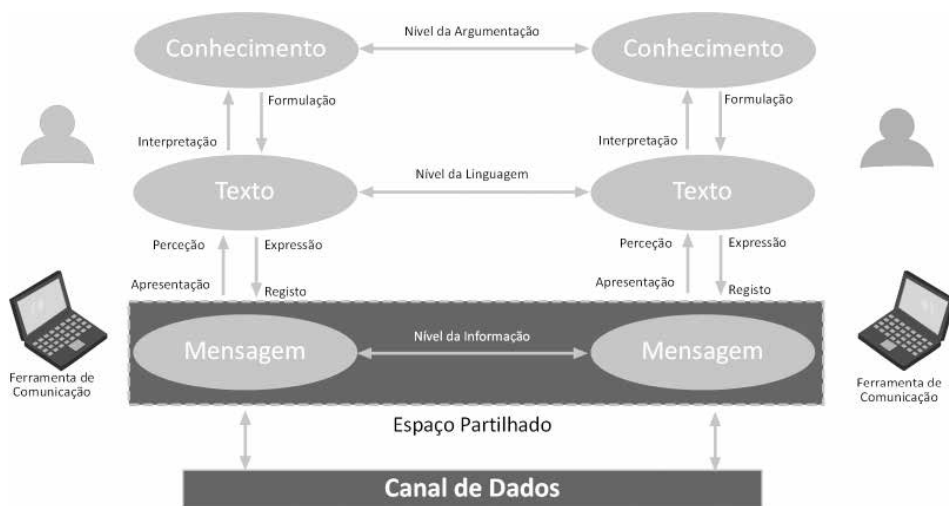 Conhecimento
Nível da Argumentação
Conhecimento
Formulação
Formulação
Interpretação
Interpretação
Texto
Nível da Linguagem
Texto
Perceção
Expressão
Perceção
Expressão
Apresentação
Registo
Apresentação
Registo
Mensagem
Nível da Informação
Mensagem
Ferramenta de
Comunicação
Ferramenta de
Comunicação
Espaço Partilhado
Canal de Dados